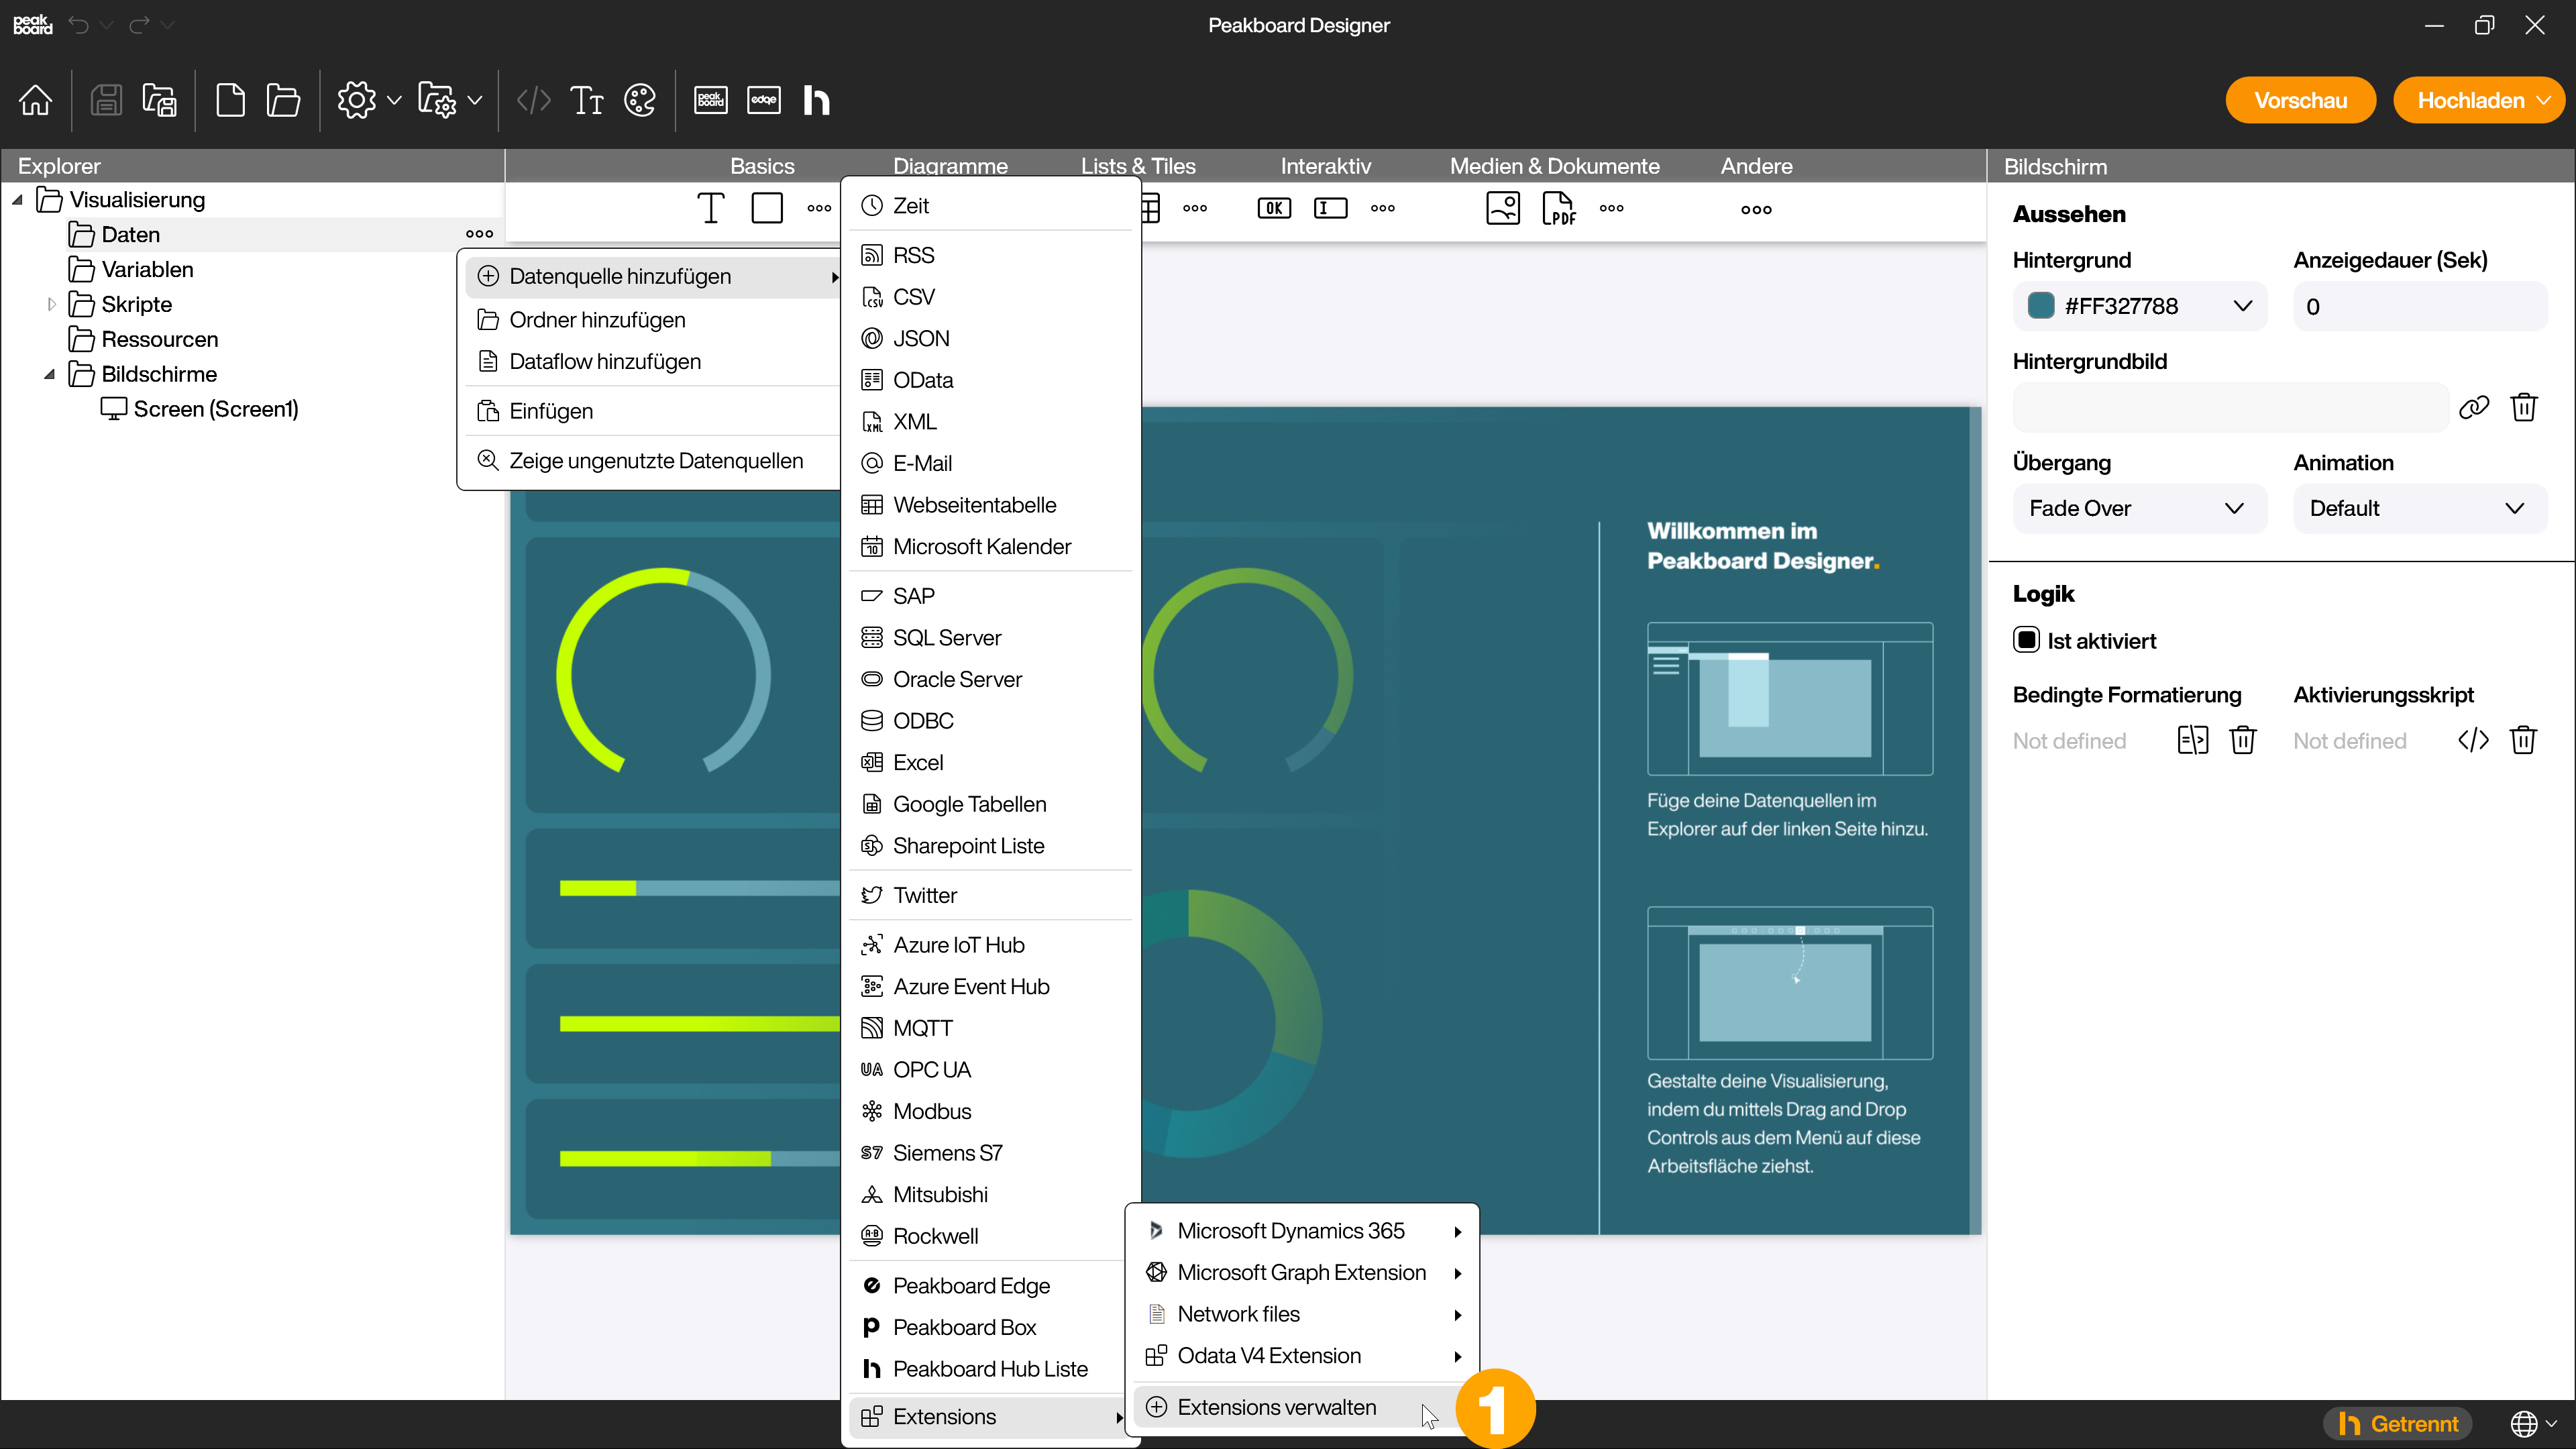 peak
board
Peakboard Designer
peak
board
edge
h
Vorschau
Hochladen
Explorer
Basics
Diagramme
Lists & Tiles
Interaktiv
Medien & Dokumente
Andere
Bildschirm
Visualisierung
Daten
Variablen
Skripte
Ressourcen
Bildschirme
Screen (Screen1)
OK
I
PDF
Datenquelle hinzufügen
Ordner hinzufügen
Dataflow hinzufügen
Einfügen
Zeige ungenutzte Datenquellen
Zeit
RSS
CSV
JSON
OData
XML
E-Mail
Webseitentabelle
Microsoft Kalender
SAP
SQL Server
Oracle Server
ODBC
Excel
Google Tabellen
Sharepoint Liste
Twitter
Azure IoT Hub
Azure Event Hub
MQTT
OPC UA
Modbus
Siemens S7
Mitsubishi
Rockwell
Peakboard Edge
Peakboard Box
Peakboard Hub Liste
Extensions
Microsoft Dynamics 365
Microsoft Graph Extension
Network files
Odata V4 Extension
Extensions verwalten
1
Willkommen im
Peakboard Designer.
Füge deine Datenquellen im
Explorer auf der linken Seite hinzu.
Gestalte deine Visualisierung,
indem du mittels Drag and Drop
Controls aus dem Menü auf diese
Arbeitsfläche ziehst.
Aussehen
Hintergrund
Anzeigedauer (Sek)
#FF327788
0
Hintergrundbild
Übergang
Animation
Fade Over
Default
Logik
Ist aktiviert
Bedingte Formatierung
Aktivierungsskript
Not defined
Not defined
Getrennt